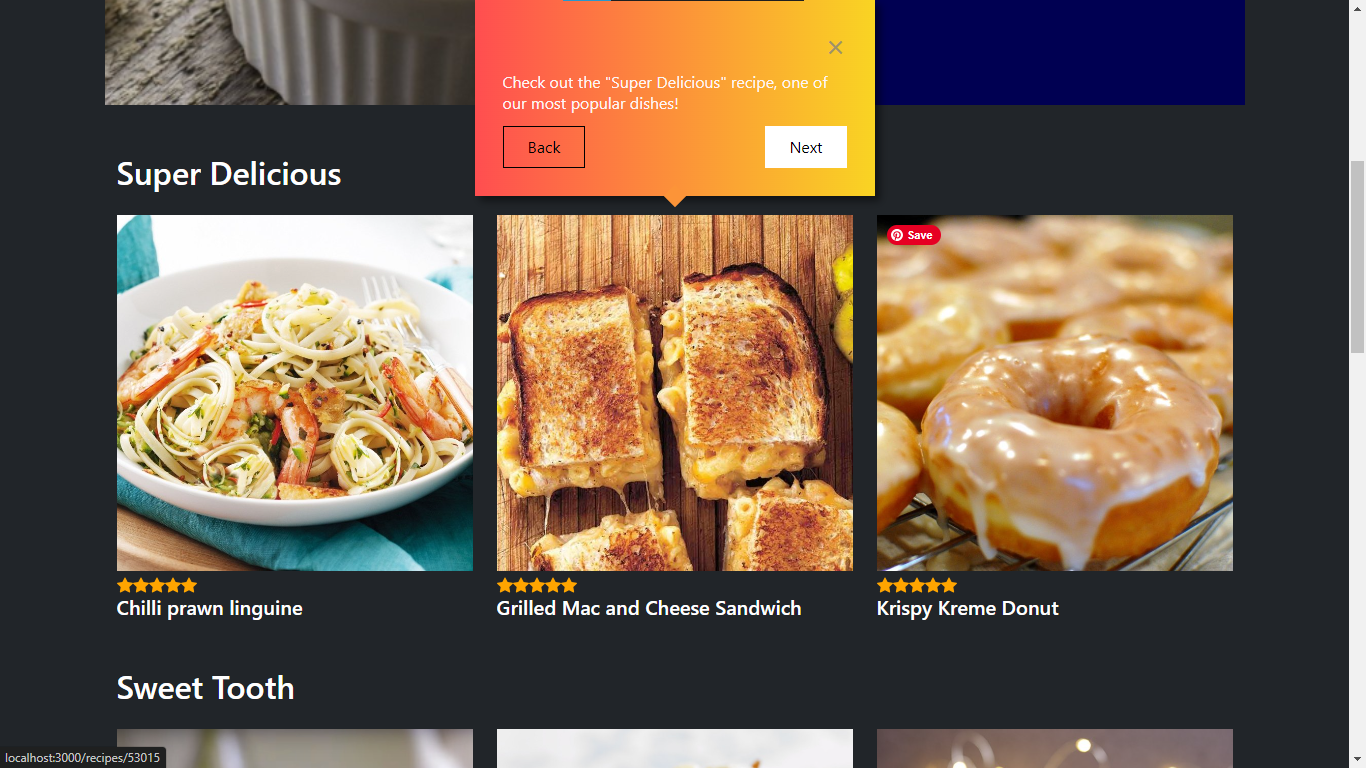 Check out the "Super Delicious" recipe, one of
our most popular dishes!
Back
Next
Super Delicious
Save
Chilli prawn linguine
Grilled Mac and Cheese Sandwich
Krispy Kreme Donut
Sweet Tooth
localhost:3000/recipes/53015